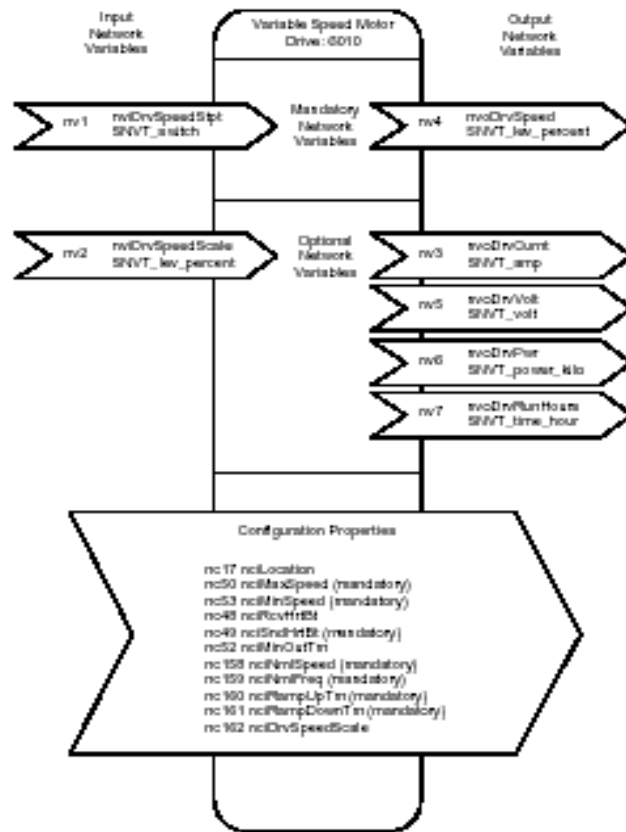 Input
Network
Variables
Variable Speed Motor
Drive: 6010
Output
Network
Variables
nv1 nviDrvSpeedStpt
SNVT_switch
Mandatory
Network
Variables
nv4 nvoDrvSpeed
SNVT_lev_percent
nv2 nviDrvSpeedScale
SNVT_lev_percent
Optional
Network
Variables
nv3 nvoDrvCurnt
SNVT_amp
nv5 nvoDrvVolt
SNVT_volt
nv6 nvoDrvPwr
SNVT_power_kilo
nv7 nvoDrvRunHours
SNVT_time_hour
Configuration Properties
nc17 nciLocation
nc50 nciMaxSpeed (mandatory)
nc53 nciMinSpeed (mandatory)
nc48 nciRcvHrtBt
nc49 nciSndHrtBt (mandatory)
nc52 nciMinOutTm
nc158 nciNmlSpeed (mandatory)
nc159 nciNmlFreq (mandatory)
nc160 nciRampUpTm (mandatory)
nc161 nciRampDownTm (mandatory)
nc162 nciDrvSpeedScale